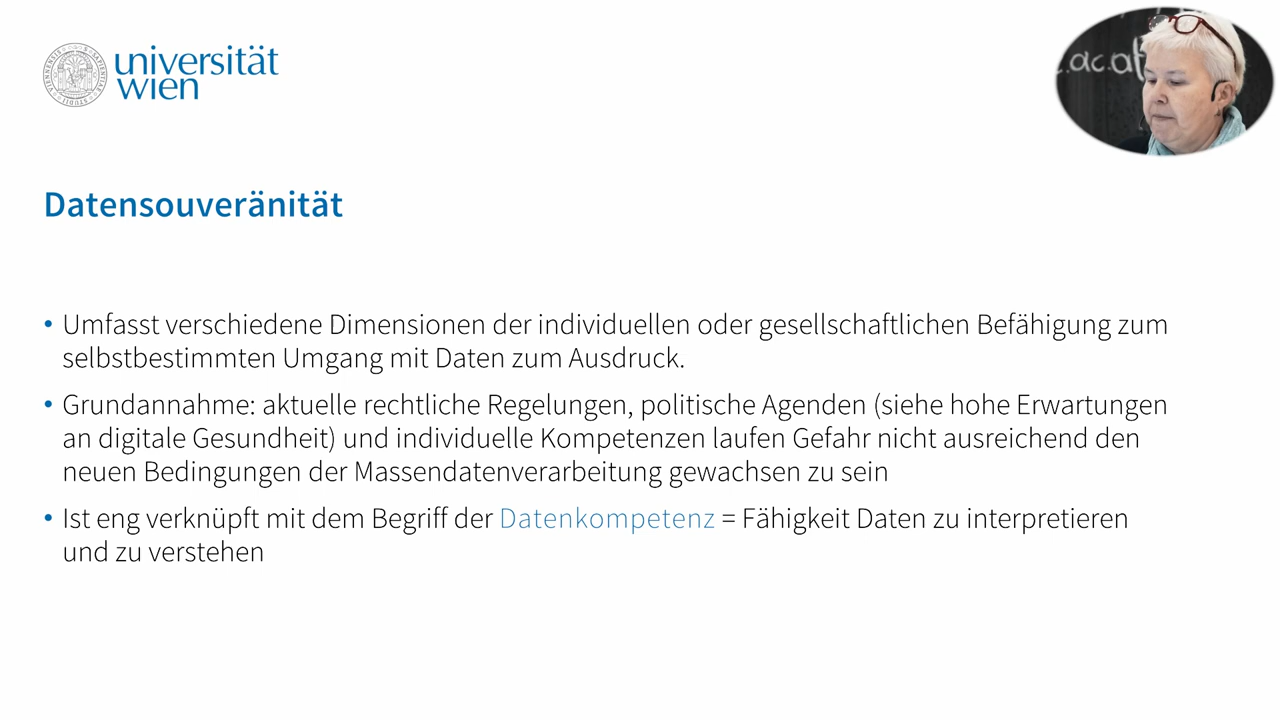 universität
wien
.ac.at
Datensouveränität
• Umfasst verschiedene Dimensionen der individuellen oder gesellschaftlichen Befähigung zum
selbstbestimmten Umgang mit Daten zum Ausdruck.
• Grundannahme: aktuelle rechtliche Regelungen, politische Agenden (siehe hohe Erwartungen
an digitale Gesundheit) und individuelle Kompetenzen laufen Gefahr nicht ausreichend den
neuen Bedingungen der Massendatenverarbeitung gewachsen zu sein
• Ist eng verknüpft mit dem Begriff der Datenkompetenz = Fähigkeit Daten zu interpretieren
und zu verstehen